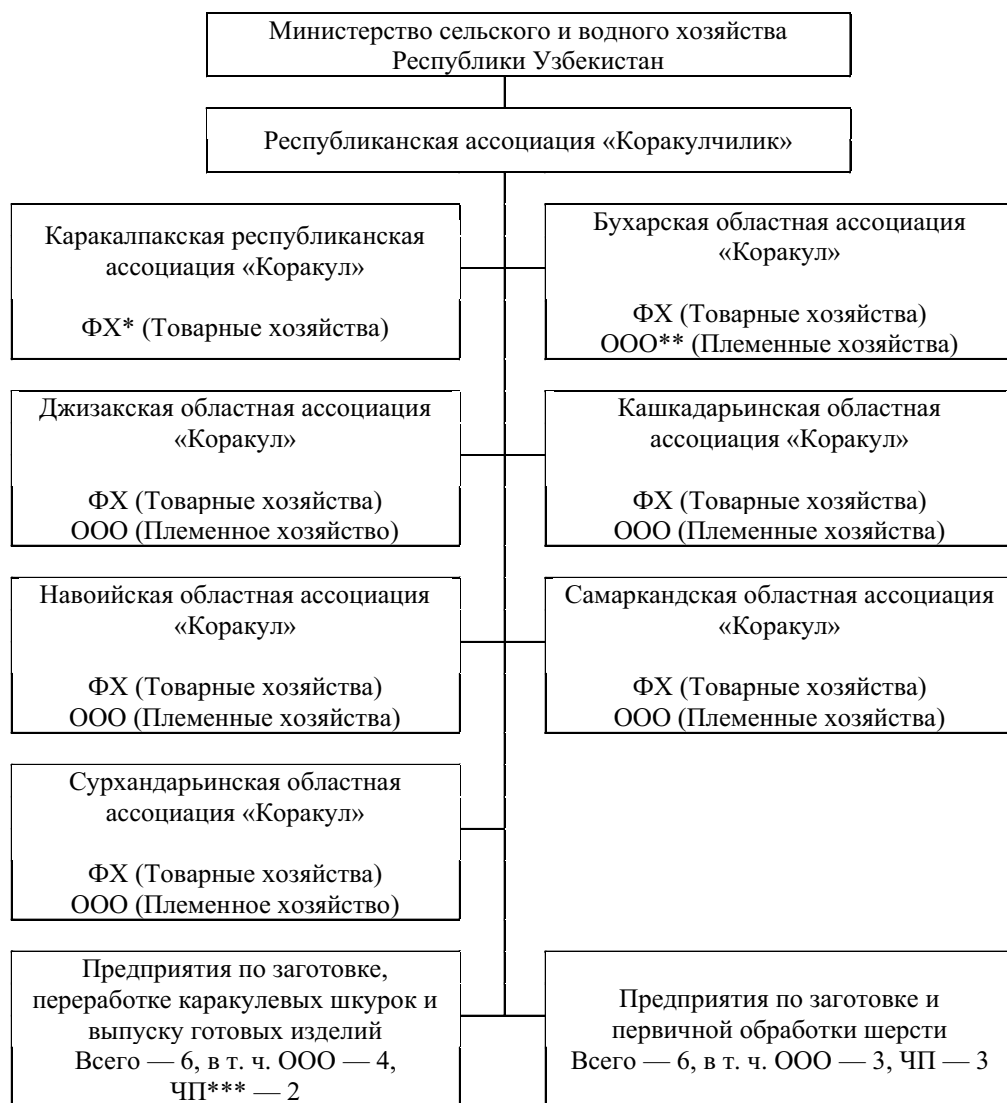 Министерство сельского и водного хозяйства
Республики Узбекистан
Республиканская ассоциация «Коракулчилик»
Каракалпакская республиканская
ассоциация «Коракул»
ФХ* (Товарные хозяйства)
Бухарская областная ассоциация
«Коракул»
ФХ (Товарные хозяйства)
ООО** (Племенные хозяйства)
Джизакская областная ассоциация
«Коракул»
ФХ (Товарные хозяйства)
ООО (Племенное хозяйство)
Кашкадарьинская областная
ассоциация «Коракул»
ФХ (Товарные хозяйства)
ООО (Племенные хозяйства)
Навоийская областная ассоциация
«Коракул»
ФХ (Товарные хозяйства)
ООО (Племенные хозяйства)
Самаркандская областная ассоциация
«Коракул»
ФХ (Товарные хозяйства)
ООО (Племенные хозяйства)
Сурхандарьинская областная
ассоциация «Коракул»
ФХ (Товарные хозяйства)
ООО (Племенное хозяйство)
Предприятия по заготовке,
переработке каракулевых шкурок и
выпуску готовых изделий
Всего — 6, в т. ч. ООО — 4,
ЧП*** — 2
Предприятия по заготовке и
первичной обработки шерсти
Всего — 6, в т. ч. ООО — 3, ЧП — 3